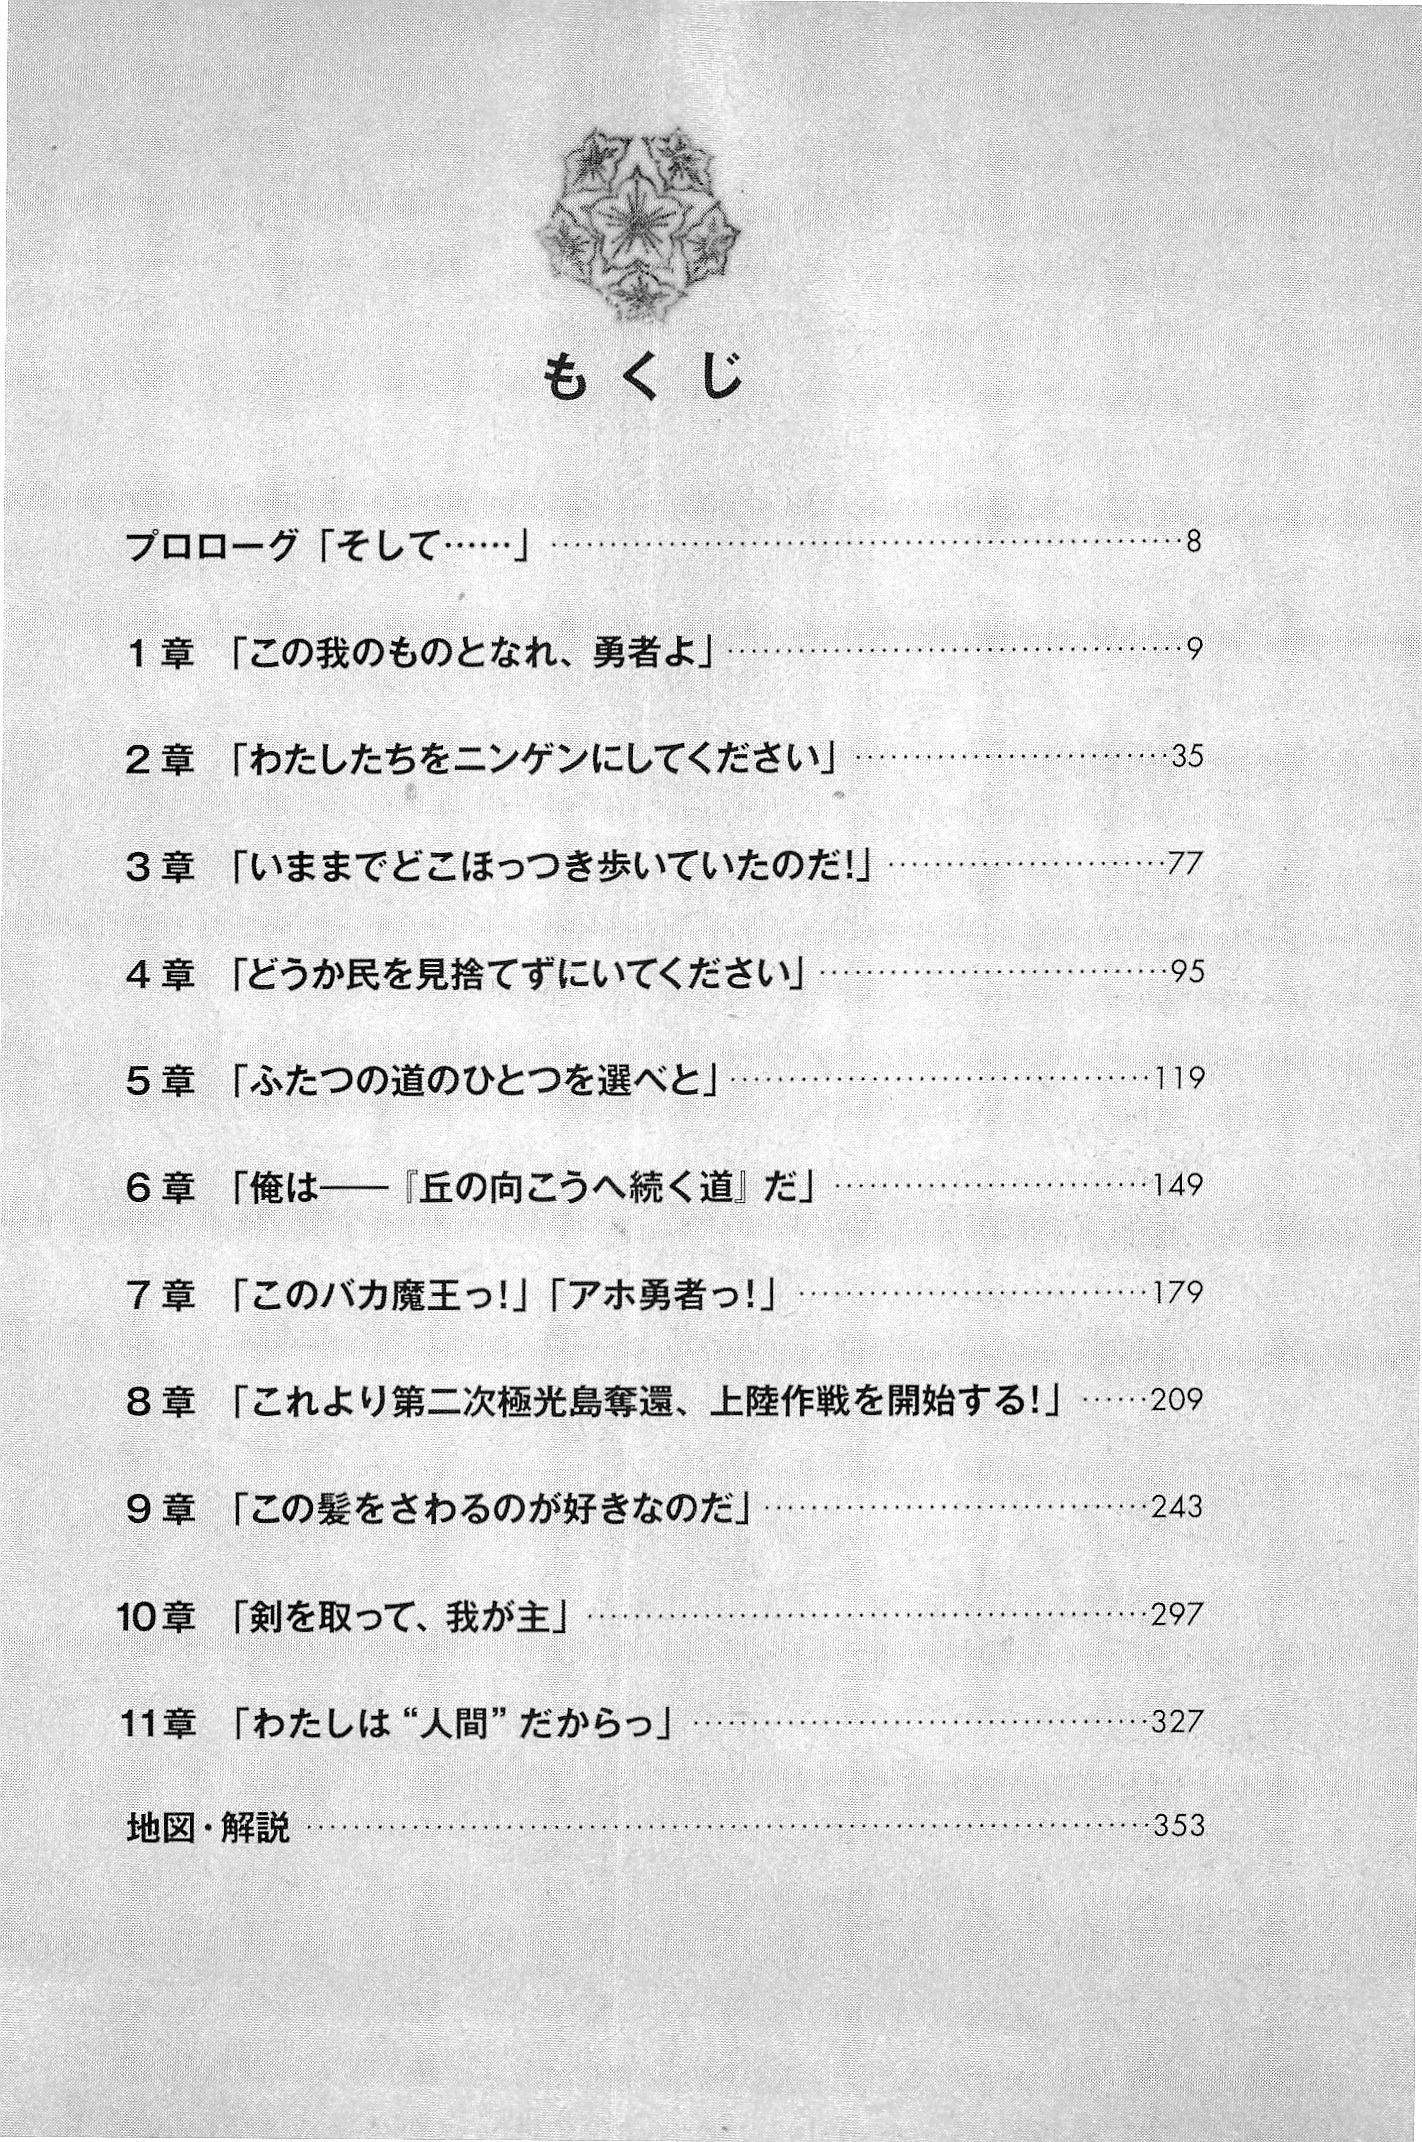 もくじ
プロローグ「そして……」 8
1章 「この我のものとなれ、勇者よ」 9
2章 「わたしたちをニンゲンにしてください」 35
3章 「いままでどこほっつき歩いていたのだ!」 77
4章 「どうか民を見捨てずにいてください」 95
5章 「ふたつの道のひとつを選べと」 119
6章 「俺は――『丘の向こうへ続く道』だ」 149
7章 「このバカ魔王っ!」「アホ勇者っ!」 179
8章 「これより第二次極光島奪還、上陸作戦を開始する!」 209
9章 「この髪をさわるのが好きなのだ」 243
10章 「剣を取って、我が主」 297
11章 「わたしは“人間”だからっ」 327
地図・解説 353